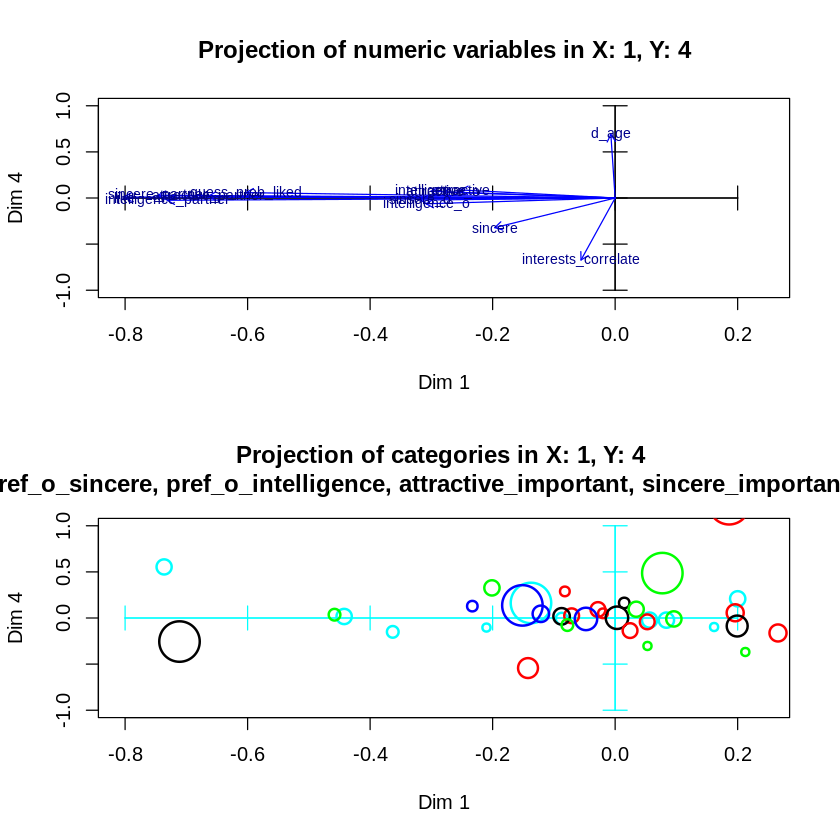 Projection of numeric variables in X: 1, Y: 4
1.0
0.5
0.0
-1.0
Dim 4
d_age
guess_prob_liked
intelligence_partner
intelligence_o
sincere
interests_correlate
-0.8 -0.6 -0.4 -0.2 0.0 0.2
Dim 1
Projection of categories in X: 1, Y: 4
ref_o_sincere, pref_o_intelligence, attractive_important, sincere_importan
1.0
0.5
0.0
-1.0
Dim 4
-0.8 -0.6 -0.4 -0.2 0.0 0.2
Dim 1